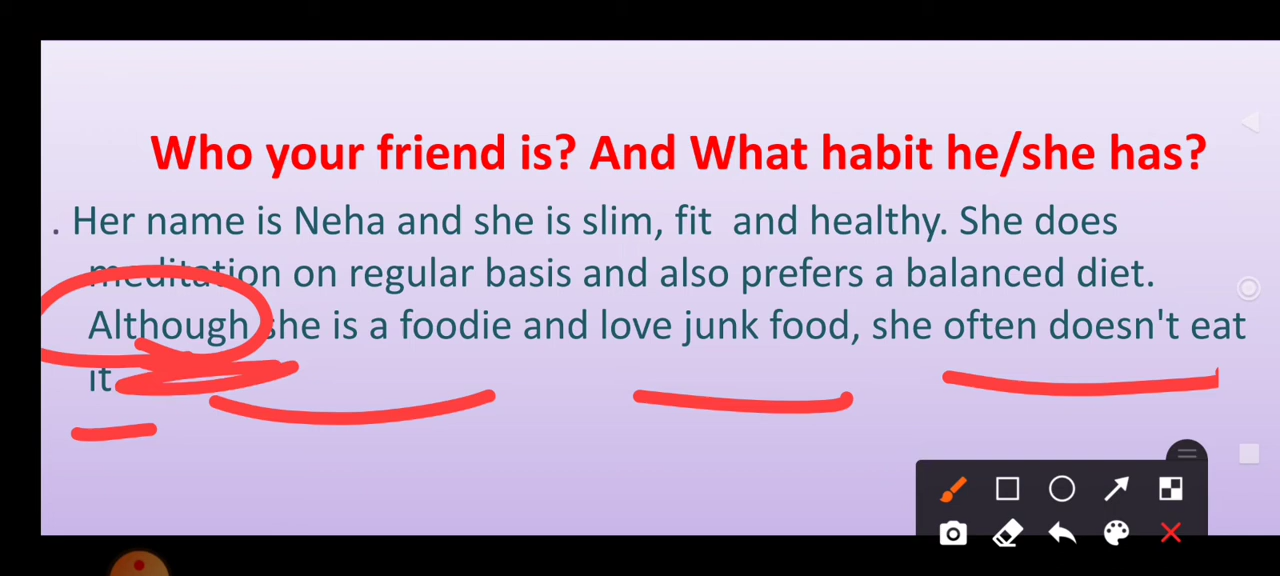 Who your friend is? And What habit he/she has?
. Her name is Neha and she is slim, fit and healthy. She does
meditation on regular basis and also prefers a balanced diet.
Although she is a foodie and love junk food, she often doesn't eat
it